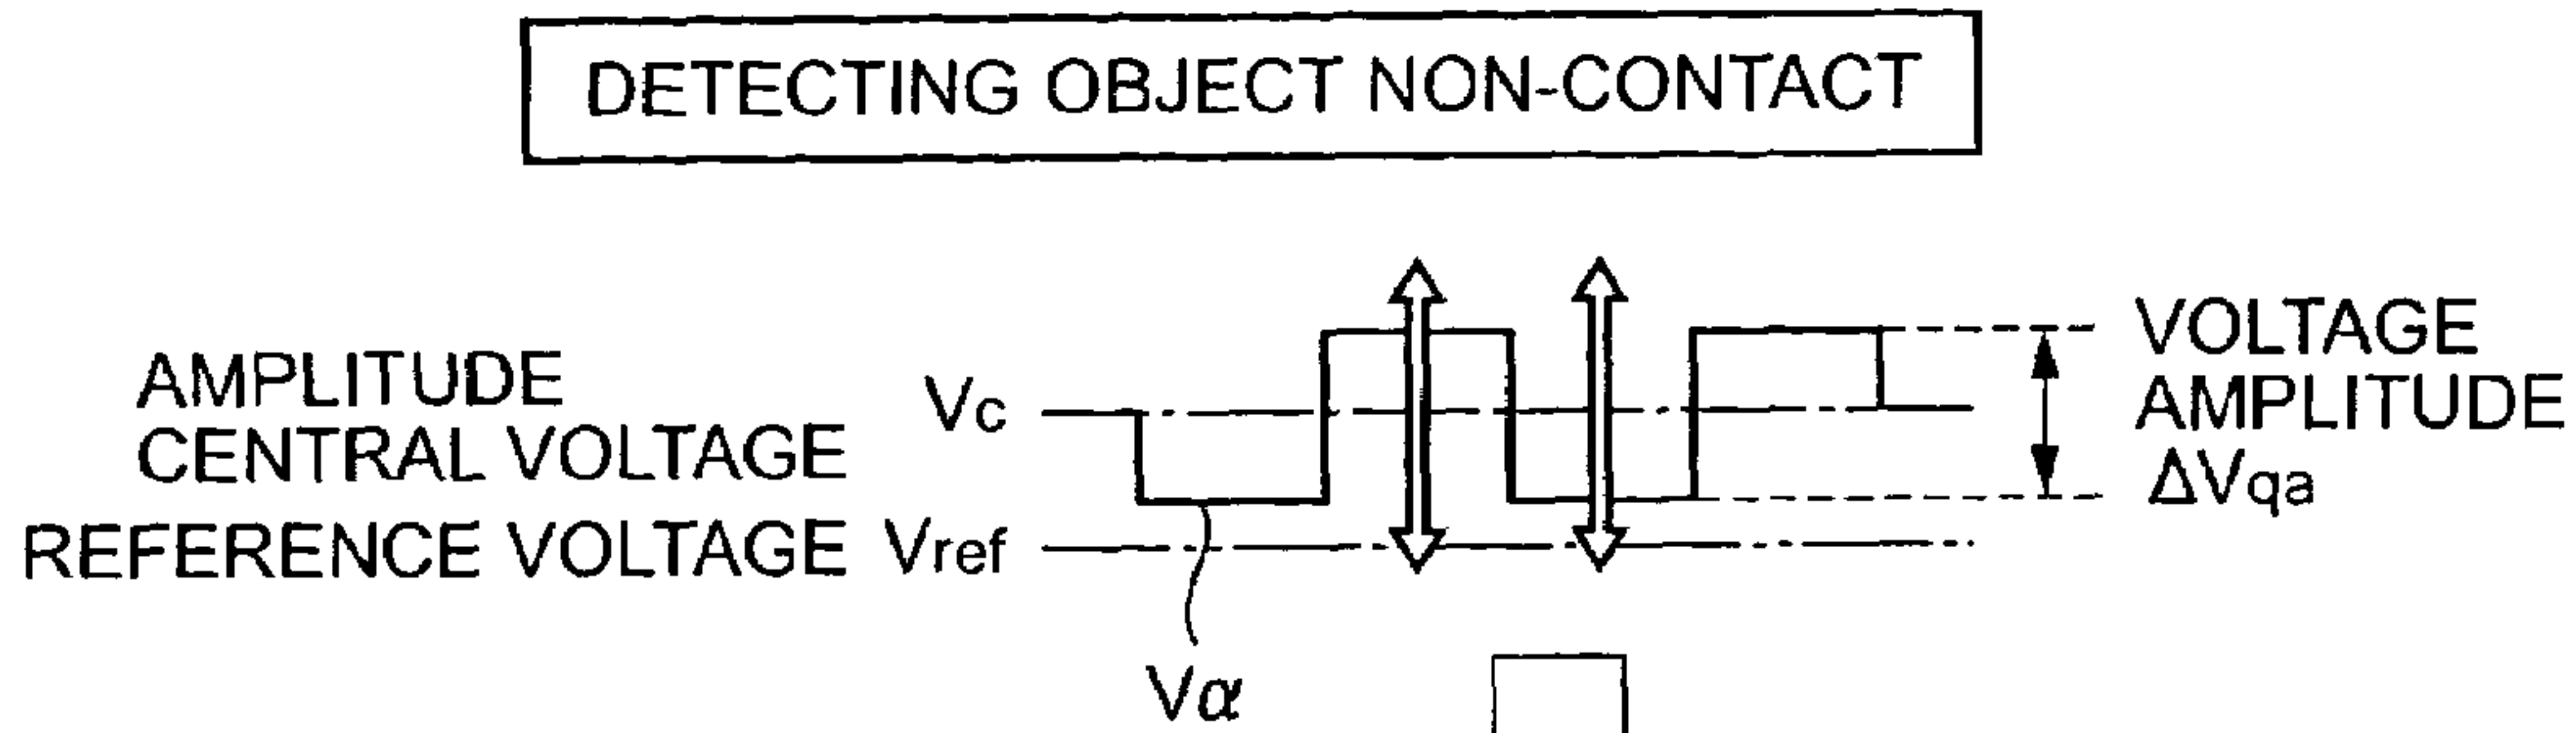 DETECTING OBJECT NON-CONTACT
AMPLITUDE
CENTRAL VOLTAGE Vc
REFERENCE VOLTAGE Vref
Vα
VOLTAGE
AMPLITUDE
ΔVqa